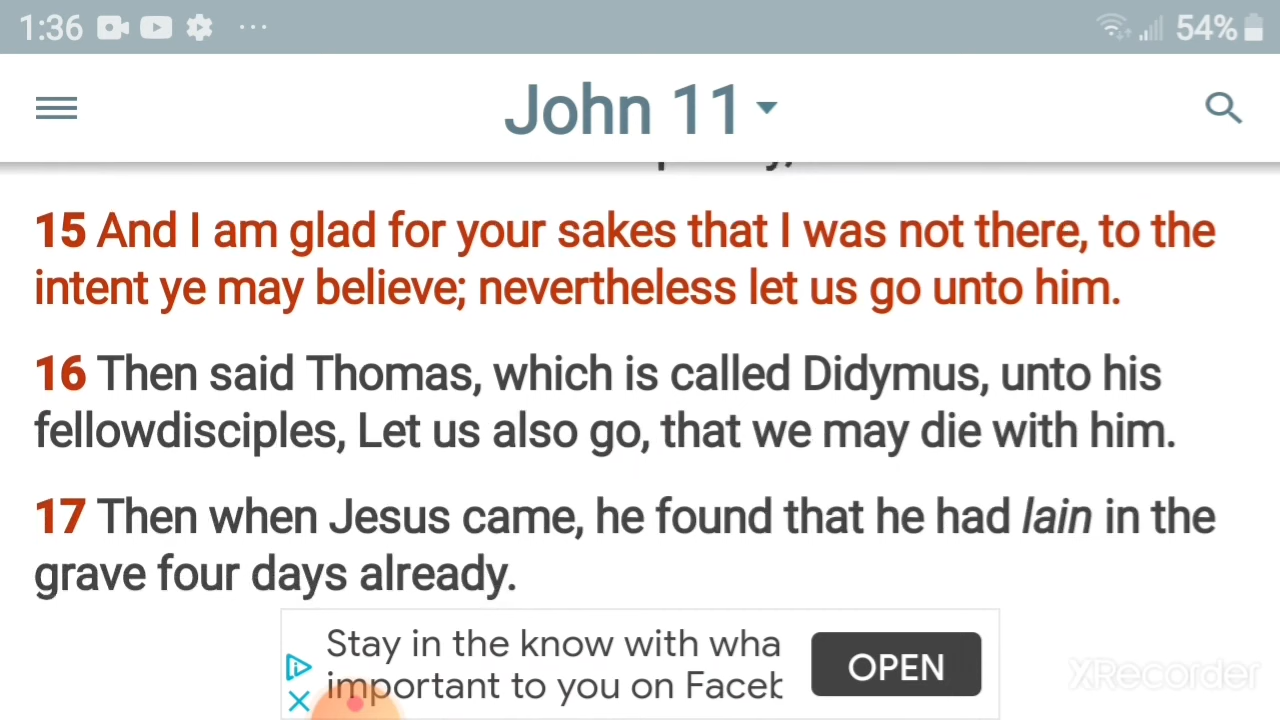 1:36 ... 54%
John 11
15 And I am glad for your sakes that I was not there, to the
intent ye may believe; nevertheless let us go unto him.
16 Then said Thomas, which is called Didymus, unto his
fellowdisciples, Let us also go, that we may die with him.
17 Then when Jesus came, he found that he had lain in the
grave four days already.
Stay in the know with wha
important to you on Faceb
OPEN
XRecorder